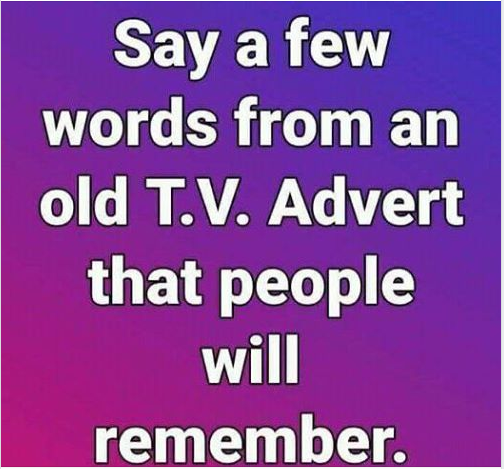 Say a few
words from an
old T.V. Advert
that people
will
remember.